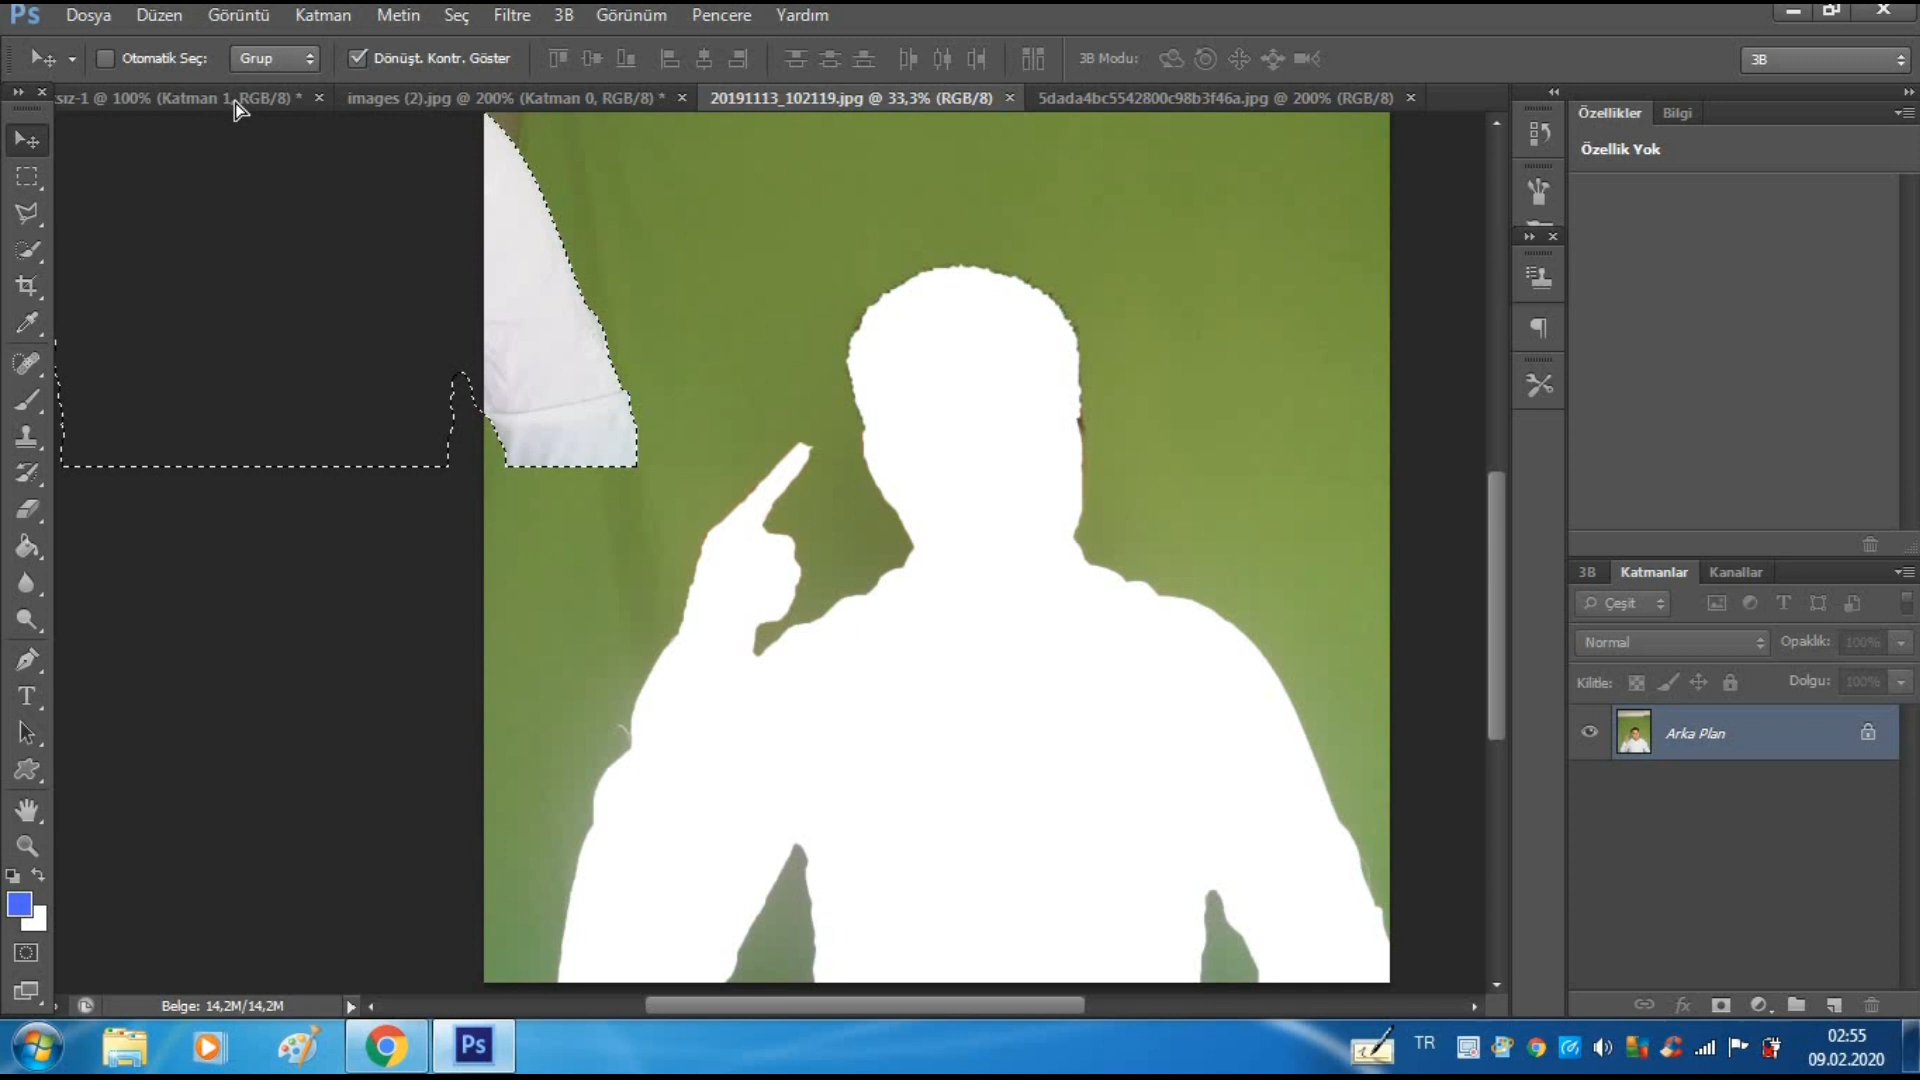 Ps Dosya Düzen Görüntü Katman Metin Seç Filtre 3B Görünüm Pencere Yardım
Otomatik Seç: Grup Dönüşt. Kontr. Göster 3B Modu: 3B
sız-1 @ 100% (Katman 1, RGB/8) * images (2).jpg @ 200% (Katman 0, RGB/8) * 20191113_102119.jpg @ 33,3% (RGB/8) 5dada4bc5542800c98b3f46a.jpg @ 200% (RGB/8)
Özellikler Bilgi
Özellik Yok
3B Katmanlar Kanallar
Çeşit
Normal Opaklık: 100%
Kilitle: Dolgu: 100%
Arka Plan
Belge: 14,2M/14,2M
Ps
TR
02:55
09.02.2020